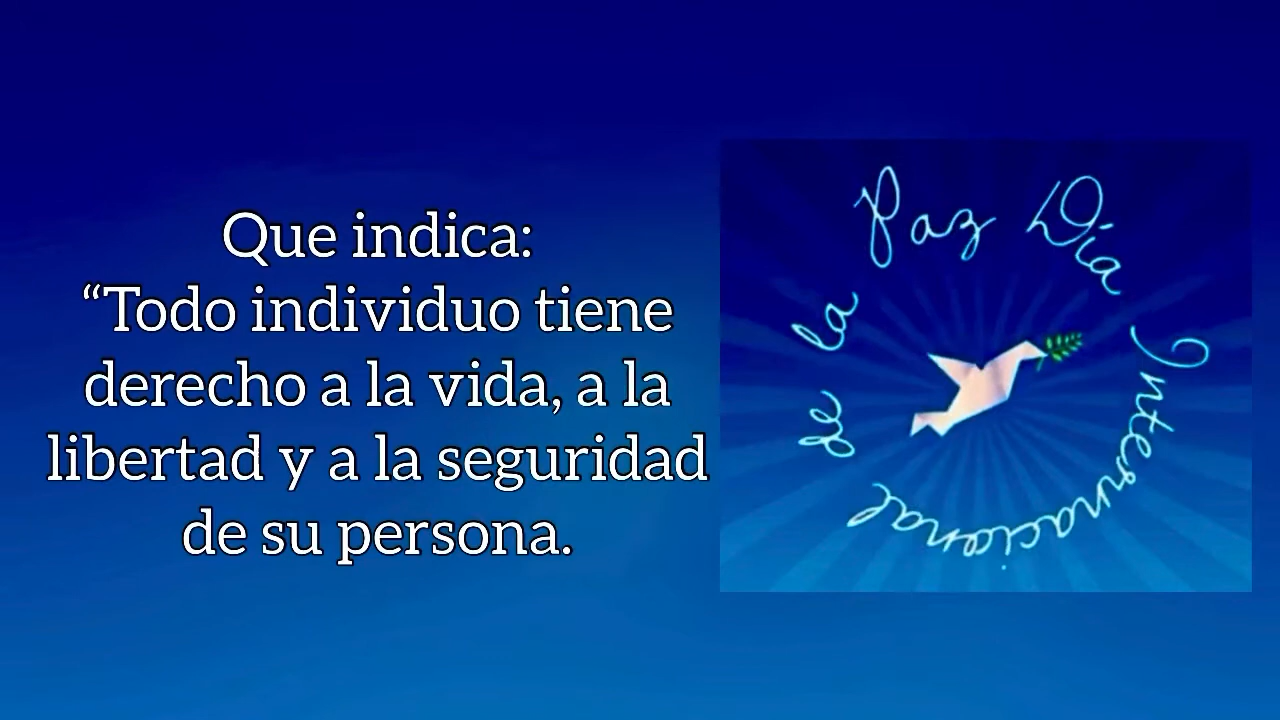 Que indica:
“Todo individuo tiene
derecho a la vida, a la
libertad y a la seguridad
de su persona.
Día Internacional de la Paz